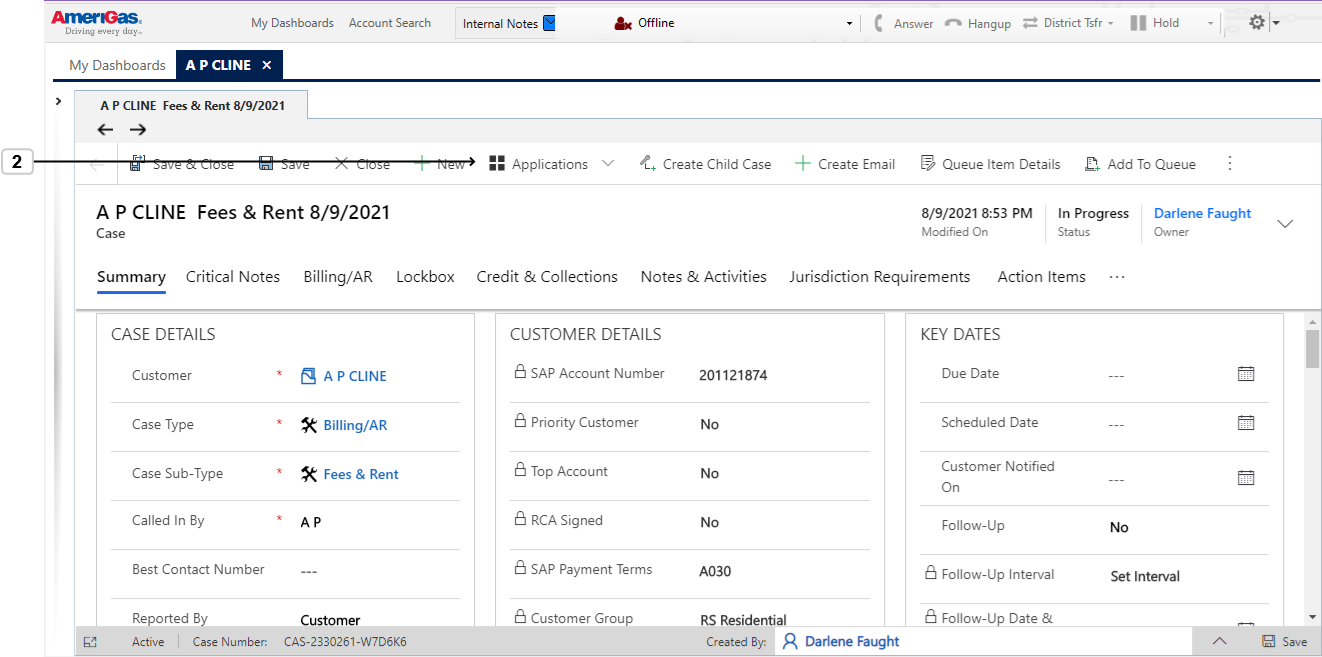 AmeriGas.
Driving every day..
My Dashboards Account Search Internal Notes Offline Answer Hangup District Tsfr Hold
My Dashboards A P CLINE ×
A P CLINE Fees & Rent 8/9/2021
2 Save & Close Save Close New Applications Create Child Case Create Email Queue Item Details Add To Queue
A P CLINE Fees & Rent 8/9/2021
Case
8/9/2021 8:53 PM In Progress Darlene Faught
Modified On Status Owner
Summary Critical Notes Billing/AR Lockbox Credit & Collections Notes & Activities Jurisdiction Requirements Action Items ···
CASE DETAILS
Customer * A P CLINE
Case Type * Billing/AR
Case Sub-Type * Fees & Rent
Called In By * A P
Best Contact Number ---
Reported By Customer
CUSTOMER DETAILS
SAP Account Number 201121874
Priority Customer No
Top Account No
RCA Signed No
SAP Payment Terms A030
Customer Group RS Residential
KEY DATES
Due Date ---
Scheduled Date ---
Customer Notified
On ---
Follow-Up No
Follow-Up Interval Set Interval
Follow-Up Date &
Active Case Number: CAS-2330261-W7D6K6 Created By: Darlene Faught Save